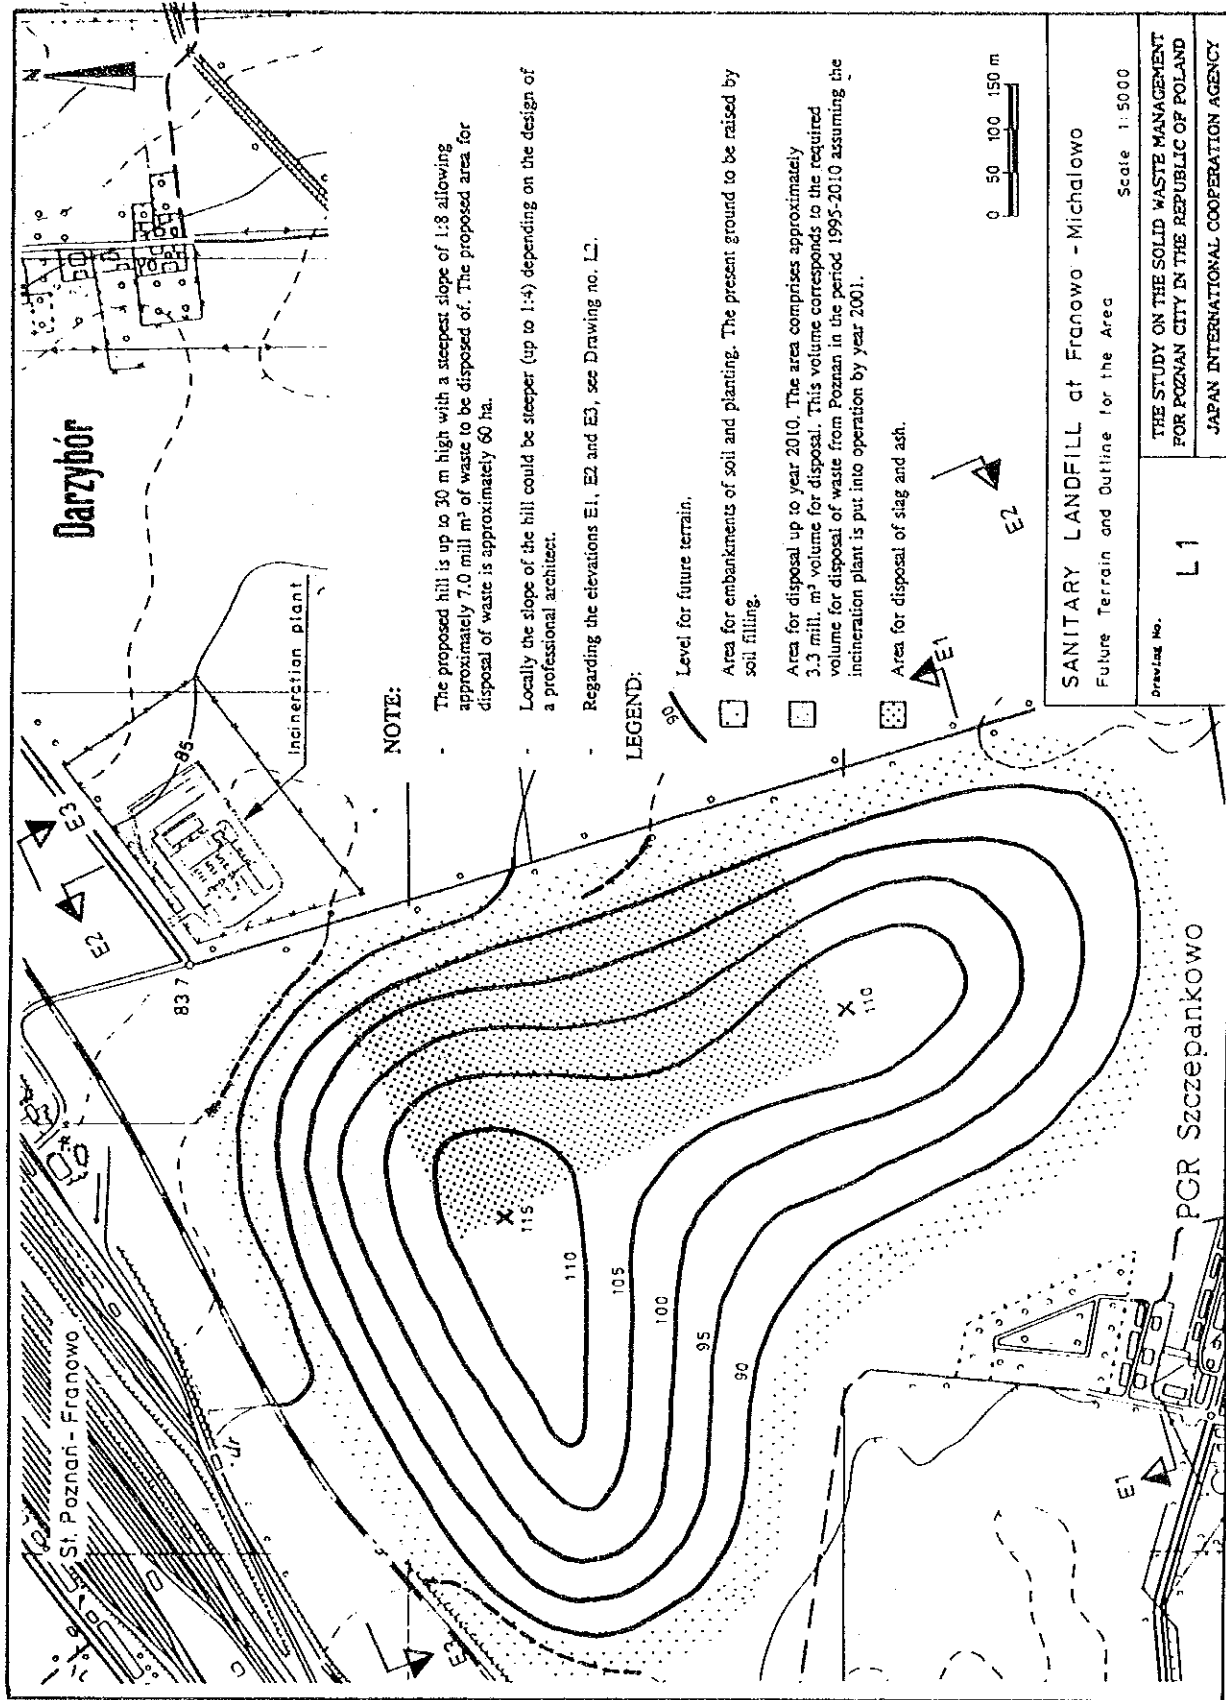 N
Darzybór
Incineration plant
85
E3
E2
83 7
St. Poznań - Franowo
NOTE:
- The proposed hill is up to 30 m high with a steepest slope of 1:8 allowing
approximately 7.0 mill m³ of waste to be disposed of. The proposed area for
disposal of waste is approximately 60 ha.
- Locally the slope of the hill could be steeper (up to 1:4) depending on the design of
a professional architect.
- Regarding the elevations E1, E2 and E3, see Drawing no. L2.
LEGEND:
90
Level for future terrain.
Area for embankments of soil and planting. The present ground to be raised by
soil filling.
Area for disposal up to year 2010. The area comprises approximately
3.3 mill. m³ volume for disposal. This volume corresponds to the required
volume for disposal of waste from Poznan in the period 1995-2010 assuming the
incineration plant is put into operation by year 2001.
Area for disposal of slag and ash.
115
110
110
105
100
95
90
E3
E1
E2
E1
PGR Szczepankowo
0 50 100 150 m
SANITARY LANDFILL at Franowo - Michalowo
Future Terrain and Outline for the Area
Scale 1:5000
Drawing No.
L 1
THE STUDY ON THE SOLID WASTE MANAGEMENT
FOR POZNAN CITY IN THE REPUBLIC OF POLAND
JAPAN INTERNATIONAL COOPERATION AGENCY